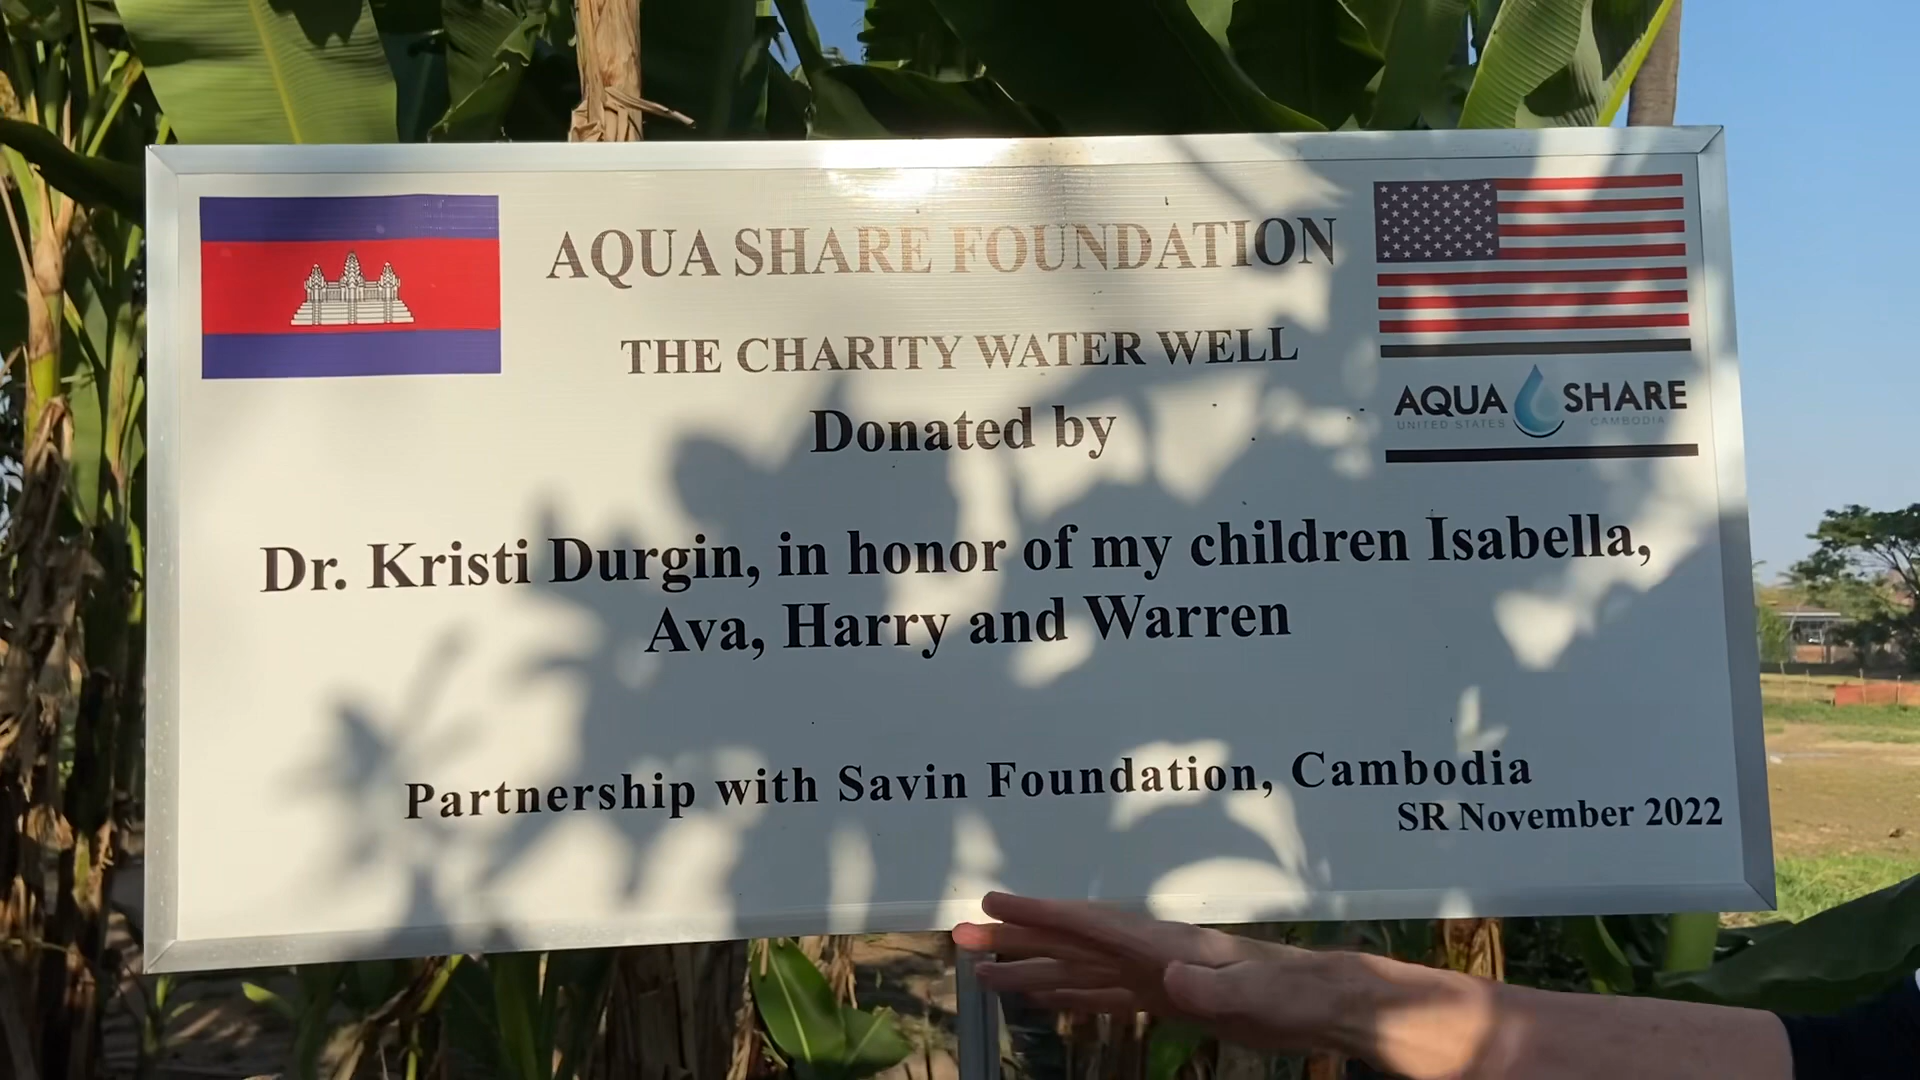 AQUA SHARE FOUNDATION
THE CHARITY WATER WELL
AQUA SHARE
UNITED STATES CAMBODIA
Donated by
Dr. Kristi Durgin, in honor of my children Isabella,
Ava, Harry and Warren
Partnership with Savin Foundation, Cambodia
SR November 2022